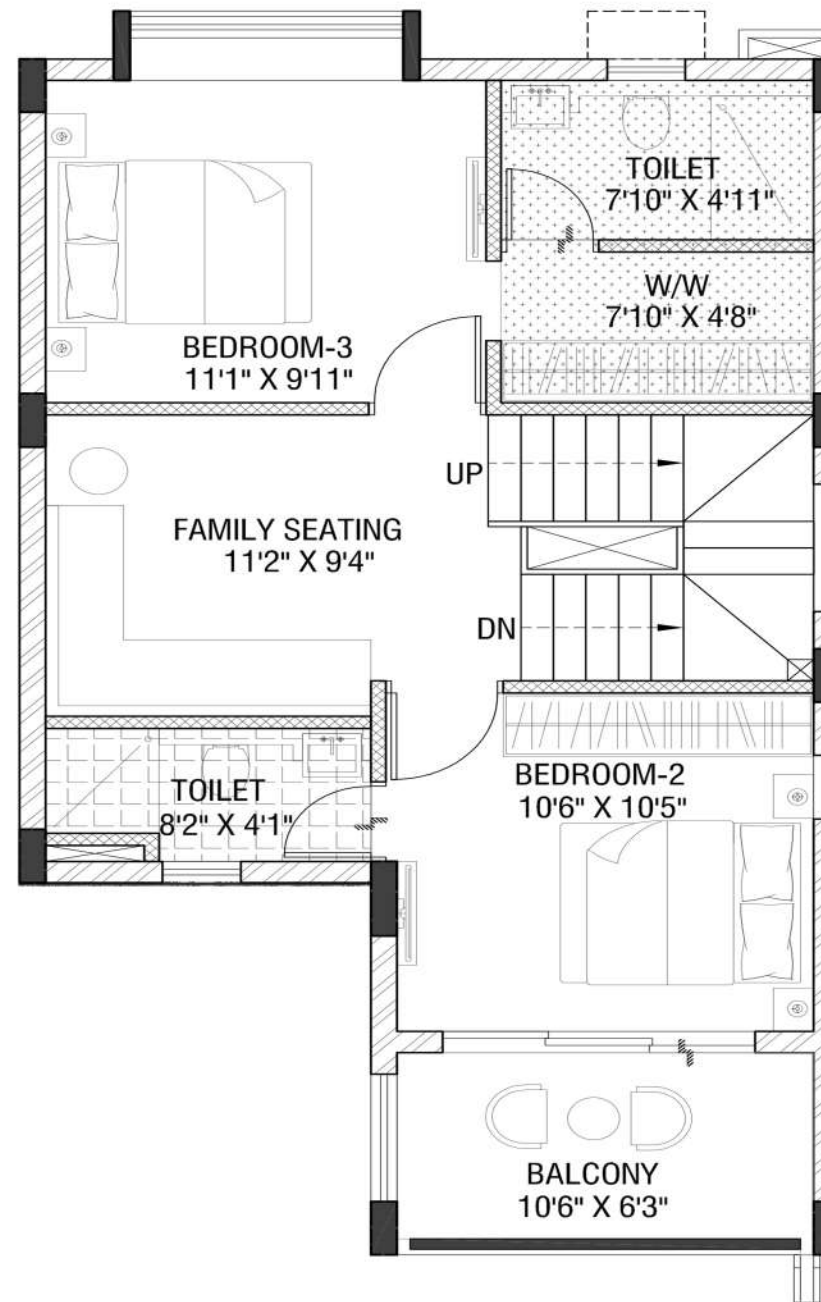 TOILET
7'10" X 4'11"
W/W
7'10" X 4'8"
BEDROOM-3
11'1" X 9'11"
UP
FAMILY SEATING
11'2" X 9'4"
DN
BEDROOM-2
10'6" X 10'5"
TOILET
8'2" X 4'1"
BALCONY
10'6" X 6'3"